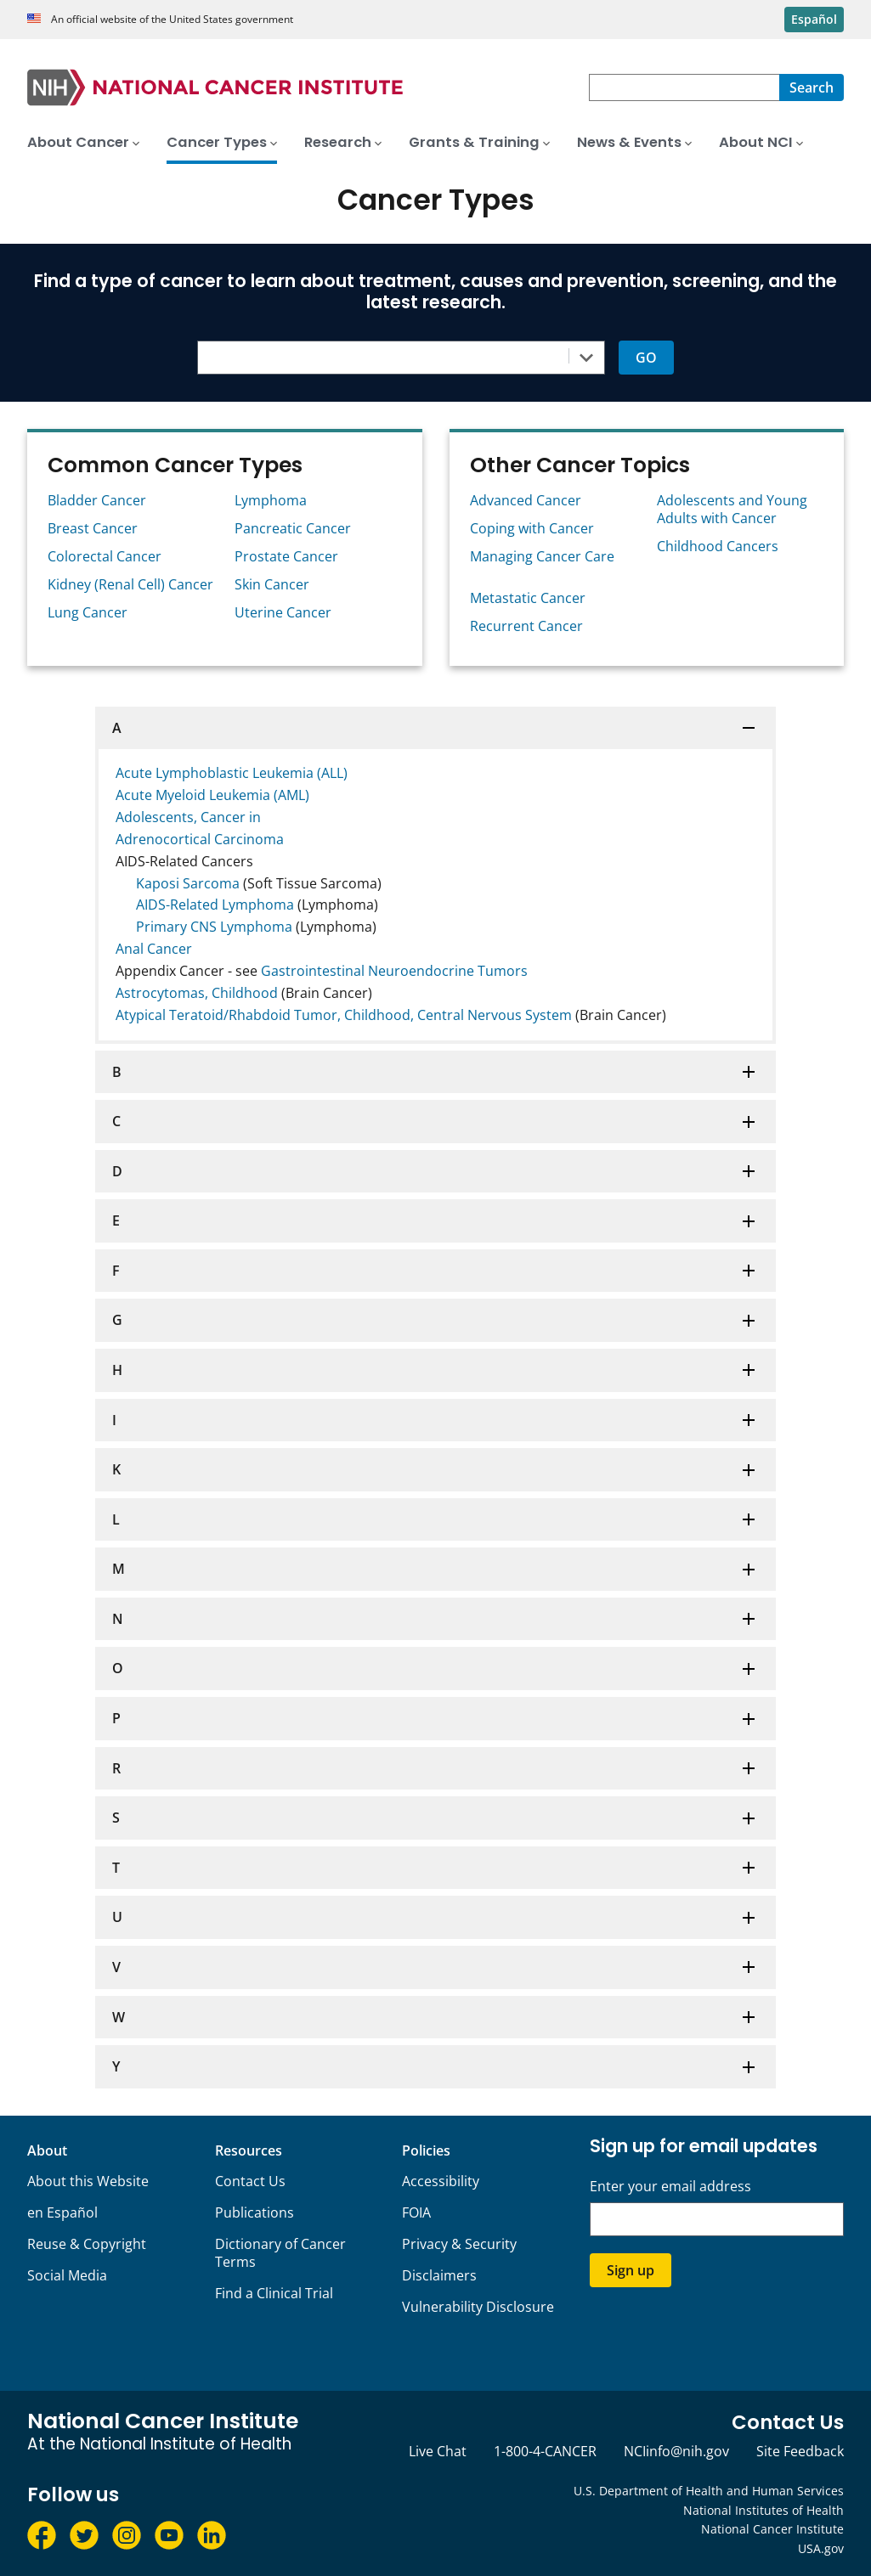 An official website of the United States government
Español
NIH NATIONAL CANCER INSTITUTE
Search
About Cancer
Cancer Types
Research
Grants & Training
News & Events
About NCI
Cancer Types
Find a type of cancer to learn about treatment, causes and prevention, screening, and the
latest research.
GO
Common Cancer Types
Bladder Cancer
Breast Cancer
Colorectal Cancer
Kidney (Renal Cell) Cancer
Lung Cancer
Lymphoma
Pancreatic Cancer
Prostate Cancer
Skin Cancer
Uterine Cancer
Other Cancer Topics
Advanced Cancer
Coping with Cancer
Managing Cancer Care
Metastatic Cancer
Recurrent Cancer
Adolescents and Young
Adults with Cancer
Childhood Cancers
A
Acute Lymphoblastic Leukemia (ALL)
Acute Myeloid Leukemia (AML)
Adolescents, Cancer in
Adrenocortical Carcinoma
AIDS-Related Cancers
Kaposi Sarcoma (Soft Tissue Sarcoma)
AIDS-Related Lymphoma (Lymphoma)
Primary CNS Lymphoma (Lymphoma)
Anal Cancer
Appendix Cancer - see Gastrointestinal Neuroendocrine Tumors
Astrocytomas, Childhood (Brain Cancer)
Atypical Teratoid/Rhabdoid Tumor, Childhood, Central Nervous System (Brain Cancer)
B
C
D
E
F
G
H
I
K
L
M
N
O
P
R
S
T
U
V
W
Y
About
About this Website
en Español
Reuse & Copyright
Social Media
Resources
Contact Us
Publications
Dictionary of Cancer
Terms
Find a Clinical Trial
Policies
Accessibility
FOIA
Privacy & Security
Disclaimers
Vulnerability Disclosure
Sign up for email updates
Enter your email address
Sign up
National Cancer Institute
At the National Institute of Health
Contact Us
Live Chat
1-800-4-CANCER
NCIinfo@nih.gov
Site Feedback
Follow us
U.S. Department of Health and Human Services
National Institutes of Health
National Cancer Institute
USA.gov